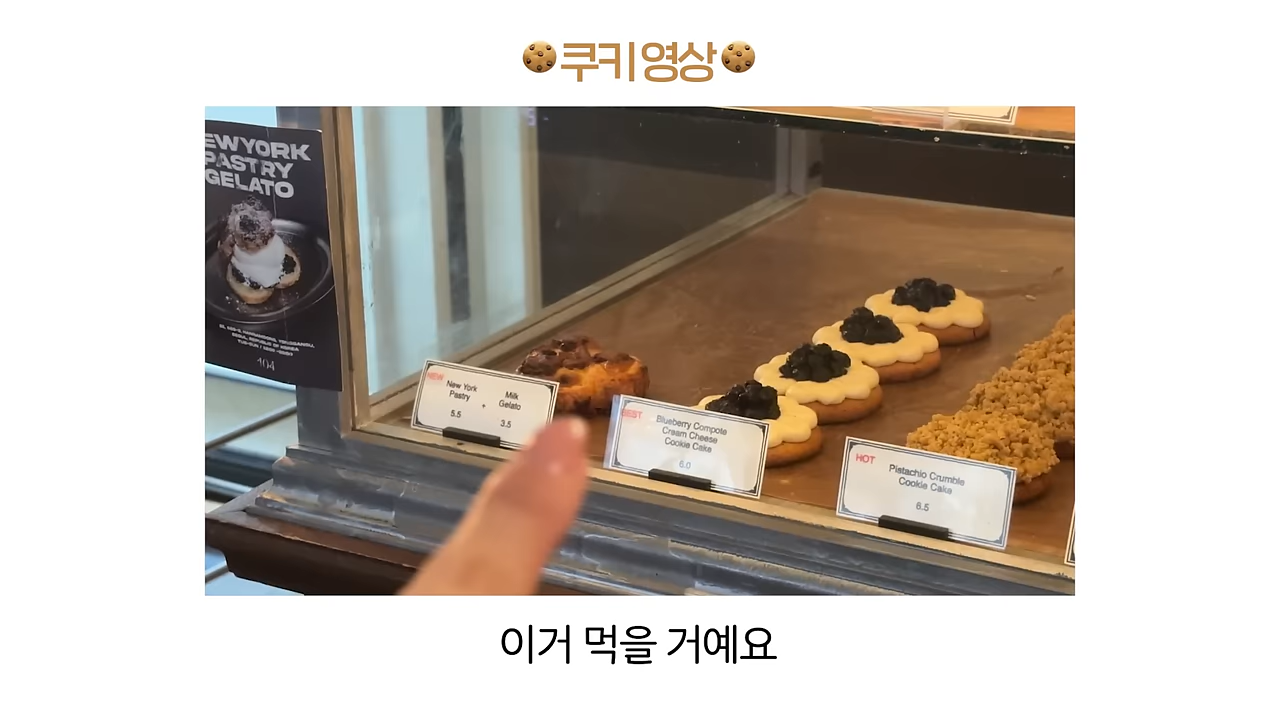 쿠키 영상
EWYORK
PASTRY
GELATO
404
NEW
New York
Pastry
5.5
+
Milk
Gelato
3.5
BEST
Blueberry Compote
Cream Cheese
Cookie Cake
6.0
HOT
Pistachio Crumble
Cookie Cake
6.5
이거 먹을 거예요